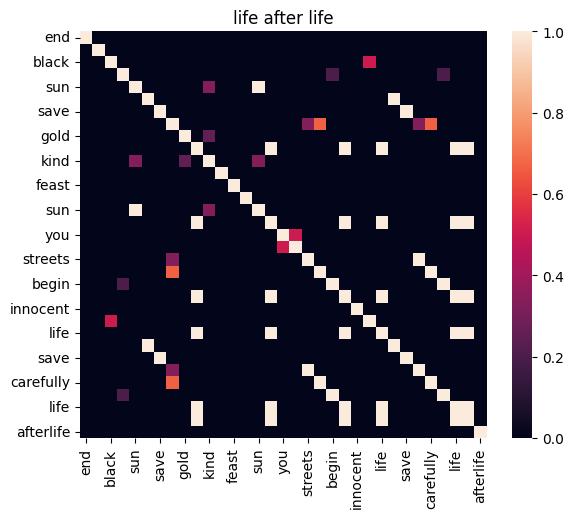 life after life
end
black
sun
save
gold
kind
feast
sun
you
streets
begin
innocent
life
save
carefully
life
afterlife
1.0
0.8
0.6
0.4
0.2
0.0
end
black
sun
save
gold
kind
feast
sun
you
streets
begin
innocent
life
save
carefully
life
afterlife